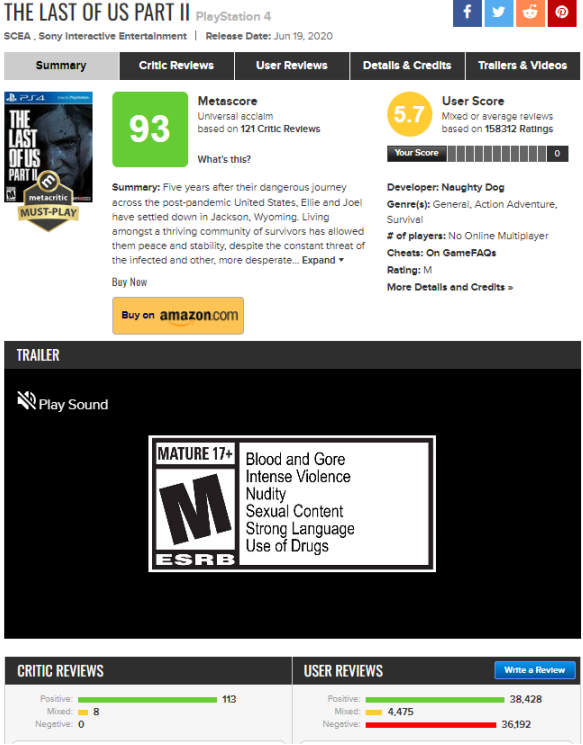 THE LAST OF US PART II PlayStation 4
SCEA , Sony Interactive Entertainment | Release Date: Jun 19, 2020
Summary Critic Reviews User Reviews Details & Credits Trailers & Videos
PS4
THE LAST OF US PART II
metacritic
MUST-PLAY
93
Metascore
Universal acclaim
based on 121 Critic Reviews
What's this?
5.7
User Score
Mixed or average reviews
based on 158312 Ratings
Your Score 0
Summary: Five years after their dangerous journey
across the post-pandemic United States, Ellie and Joel
have settled down in Jackson, Wyoming. Living
amongst a thriving community of survivors has allowed
them peace and stability, despite the constant threat of
the infected and other, more desperate... Expand
Buy Now
Buy on amazon.com
Developer: Naughty Dog
Genre(s): General, Action Adventure,
Survival
# of players: No Online Multiplayer
Cheats: On GameFAQs
Rating: M
More Details and Credits »
TRAILER
Play Sound
MATURE 17+
M
ESRB
Blood and Gore
Intense Violence
Nudity
Sexual Content
Strong Language
Use of Drugs
CRITIC REVIEWS
Positive: 113
Mixed: 8
Negative: 0
USER REVIEWS Write a Review
Positive: 38,428
Mixed: 4,475
Negative: 36,192